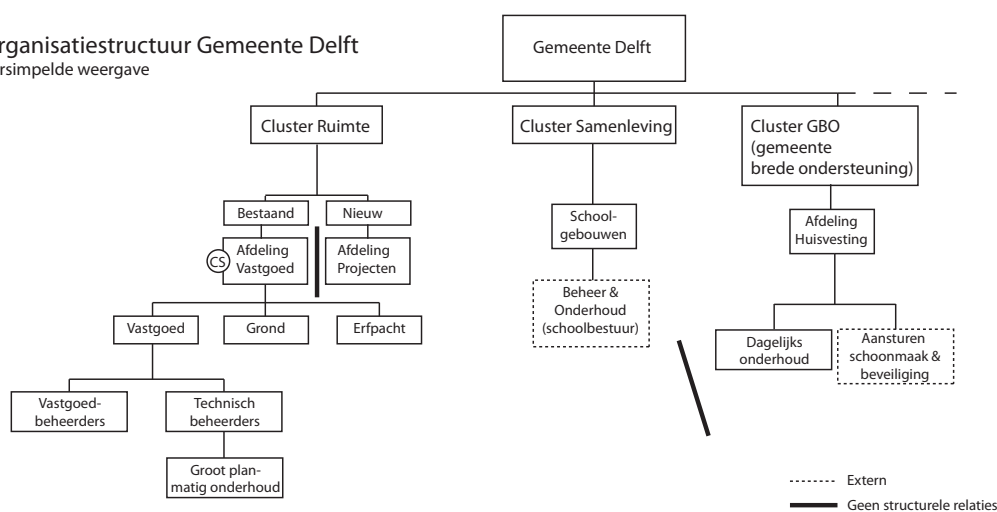 rganisatiestructuur Gemeente Delft
rsimpelde weergave
Gemeente Delft
Cluster Ruimte
Cluster Samenleving
Cluster GBO
(gemeente
brede ondersteuning)
Bestaand
Nieuw
CS
Afdeling
Vastgoed
Afdeling
Projecten
School-
gebouwen
Afdeling
Huisvesting
Beheer &
Onderhoud
(schoolbestuur)
Vastgoed
Grond
Erfpacht
Dagelijks
onderhoud
Aansturen
schoonmaak &
beveiliging
Vastgoed-
beheerders
Technisch
beheerders
Groot plan-
matig onderhoud
Extern
Geen structurele relaties